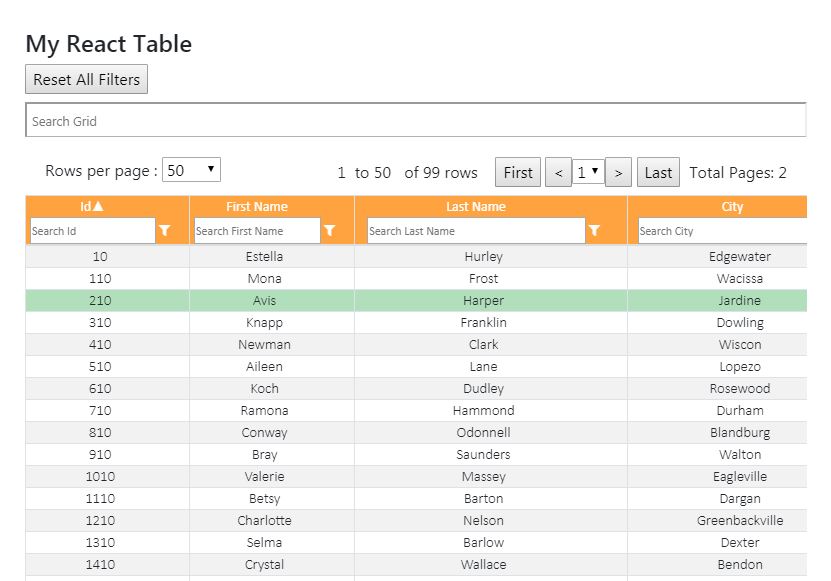 My React Table
Reset All Filters
Search Grid
Rows per page : 50 ▼ 1 to 50 of 99 rows First < 1 ▼ > Last Total Pages: 2
Id▲ First Name Last Name City
Search Id Search First Name Search Last Name Search City
10 Estella Hurley Edgewater
110 Mona Frost Wacissa
210 Avis Harper Jardine
310 Knapp Franklin Dowling
410 Newman Clark Wiscon
510 Aileen Lane Lopezo
610 Koch Dudley Rosewood
710 Ramona Hammond Durham
810 Conway Odonnell Blandburg
910 Bray Saunders Walton
1010 Valerie Massey Eagleville
1110 Betsy Barton Dargan
1210 Charlotte Nelson Greenbackville
1310 Selma Barlow Dexter
1410 Crystal Wallace Bendon